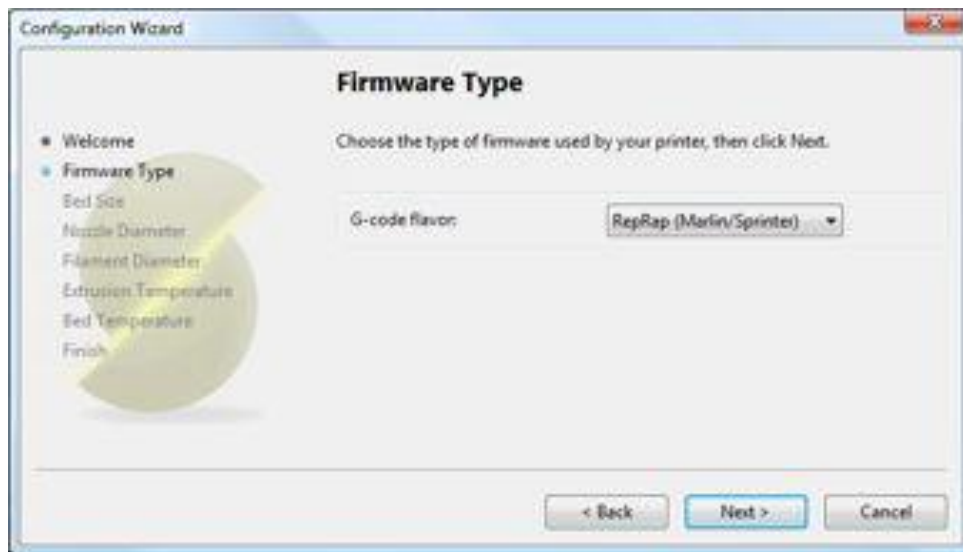 Configuration Wizard
Firmware Type
Welcome
Firmware Type
Bed Size
Nozzle Diameter
Filament Diameter
Extrusion Temperature
Bed Temperature
Finish
Choose the type of firmware used by your printer, then click Next.
G-code flavor:
RepRap (Marlin/Sprinter)
< Back
Next >
Cancel